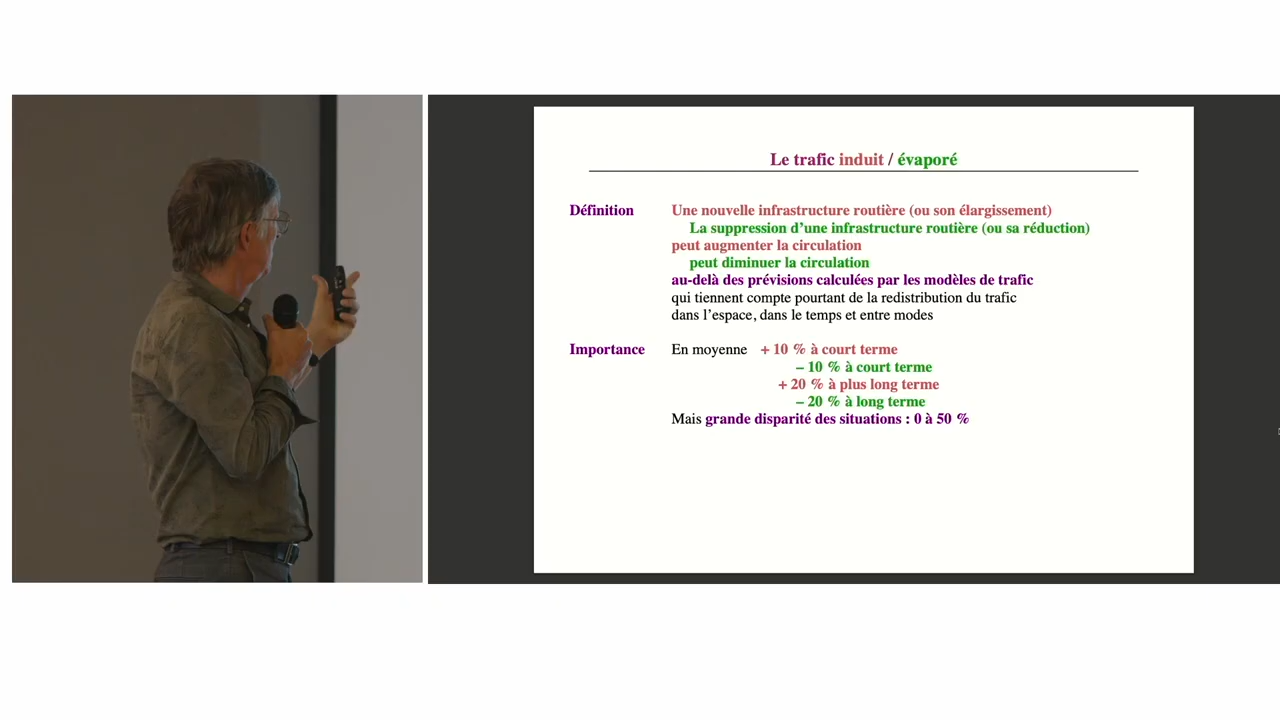 Le trafic induit / évaporé
Définition Une nouvelle infrastructure routière (ou son élargissement)
La suppression d’une infrastructure routière (ou sa réduction)
peut augmenter la circulation
peut diminuer la circulation
au-delà des prévisions calculées par les modèles de trafic
qui tiennent compte pourtant de la redistribution du trafic
dans l’espace, dans le temps et entre modes
Importance En moyenne + 10 % à court terme
– 10 % à court terme
+ 20 % à plus long terme
– 20 % à long terme
Mais grande disparité des situations : 0 à 50 %